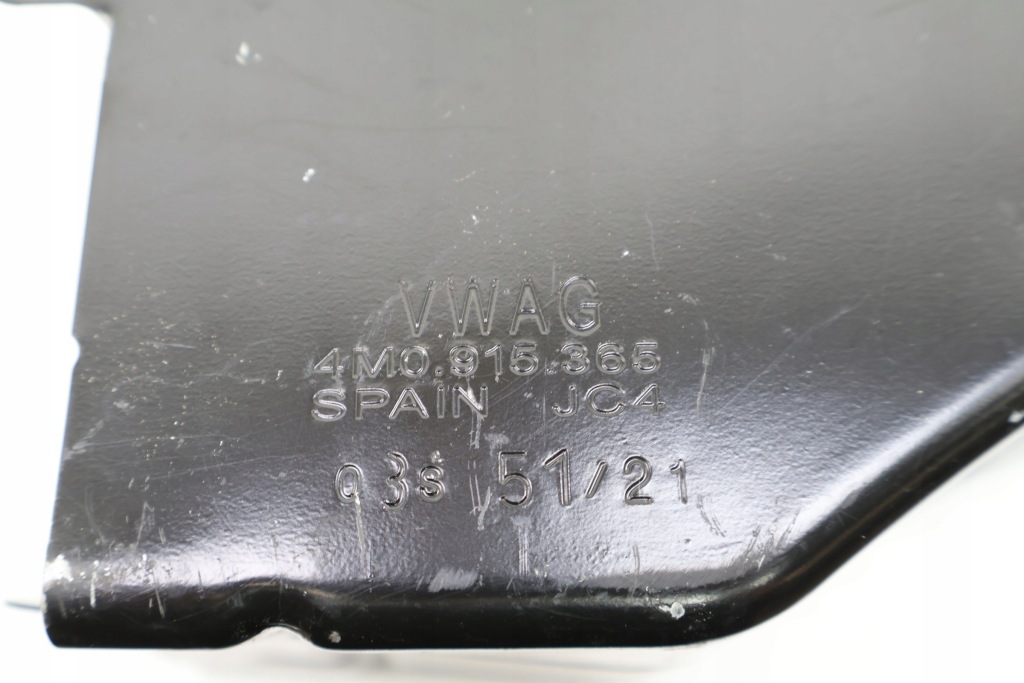 VWAG
4M0.915.365
SPAIN JC4
03s 51/21